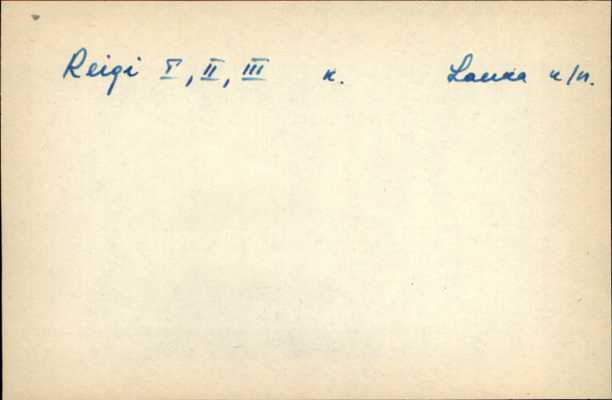 Reigi I, II, III k. Lauka k/n.